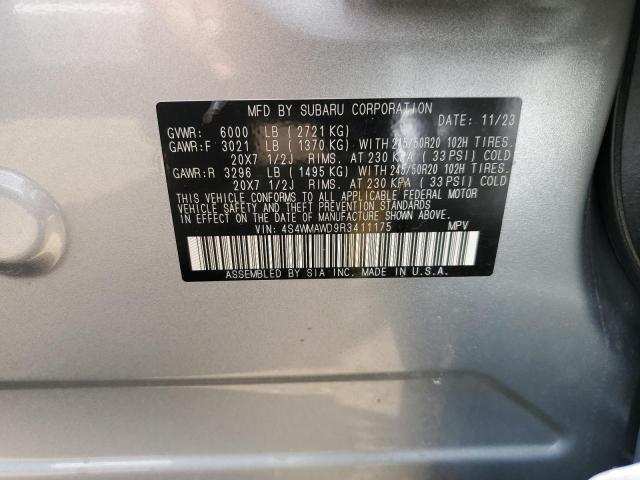 MFD BY SUBARU CORPORATION DATE: 11/23
GVWR: 6000 LB ( 2721 KG)
GAWR:F 3021 LB ( 1370 KG) 245/50R20 102H TIRES.
20X7 1/2J RIMS. AT 230 KPA ( 33 PSI) COLD
GAWR:R 3296 LB ( 1495 KG) 245/50R20 102H TIRES.
20X7 1/2J RIMS. AT 230 KPA ( 33 PSI) COLD
THIS VEHICLE CONFORMS TO ALL APPLICABLE FEDERAL MOTOR
VEHICLE SAFETY AND THEFT PREVENTION STANDARDS IN EFFECT
ON THE DATE OF MANUFACTURE SHOWN ABOVE.
VIN: 4S4WMAWD9R3411175 MPV
ASSEMBLED BY SIA INC. MADE IN U.S.A.